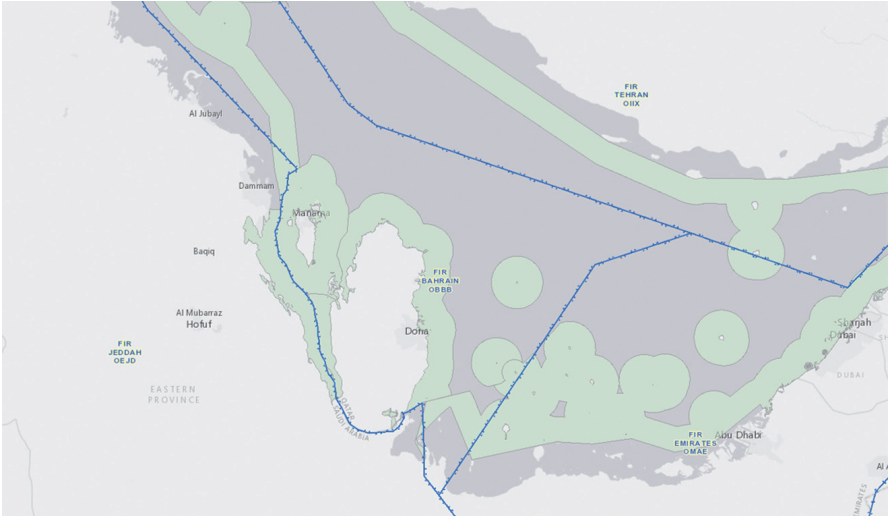 FIR
TEHRAN
OIIX
Al Jubayl
Dammam
Manama
Baqiq
FIR
BAHRAIN
OBBB
Al Mubarraz
Hofuf
Doha
FIR
JEDDAH
OEJD
Sharjah
Dubai
EASTERN
PROVINCE
DUBAI
QATAR
SAUDI ARABIA
FIR
EMIRATES
OMAE
Abu Dhabi